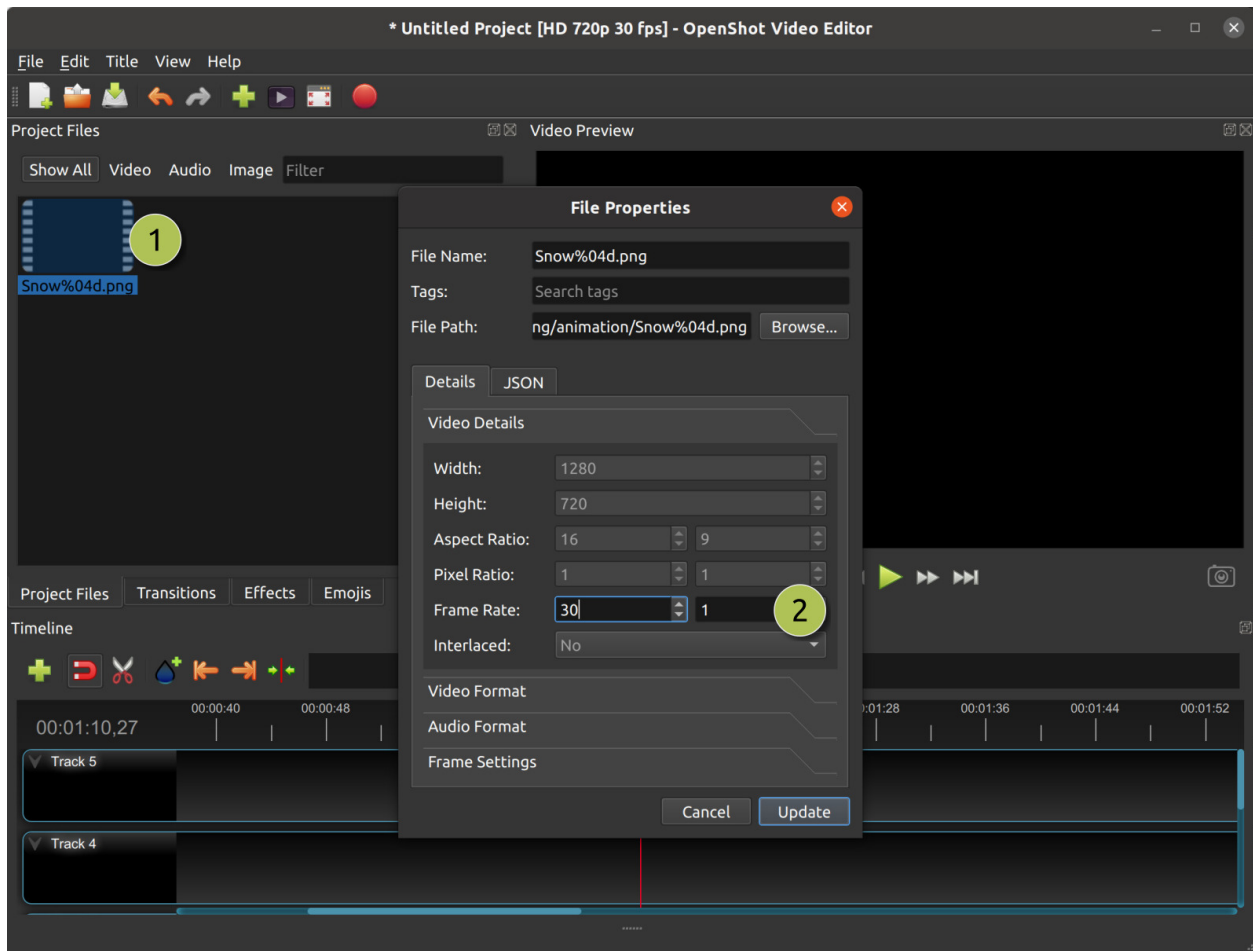 * Untitled Project [HD 720p 30 fps] - OpenShot Video Editor
File Edit Title View Help
Project Files
Video Preview
Show All Video Audio Image Filter
1
Snow%04d.png
File Properties
File Name: Snow%04d.png
Tags: Search tags
File Path: ng/animation/Snow%04d.png Browse...
Details JSON
Video Details
Width: 1280
Height: 720
Aspect Ratio: 16 9
Pixel Ratio: 1 1
Frame Rate: 30 1
2
Interlaced: No
Video Format
Audio Format
Frame Settings
Cancel Update
Project Files Transitions Effects Emojis
Timeline
00:01:10,27
00:00:40 00:00:48 :01:28 00:01:36 00:01:44 00:01:52
Track 5
Track 4